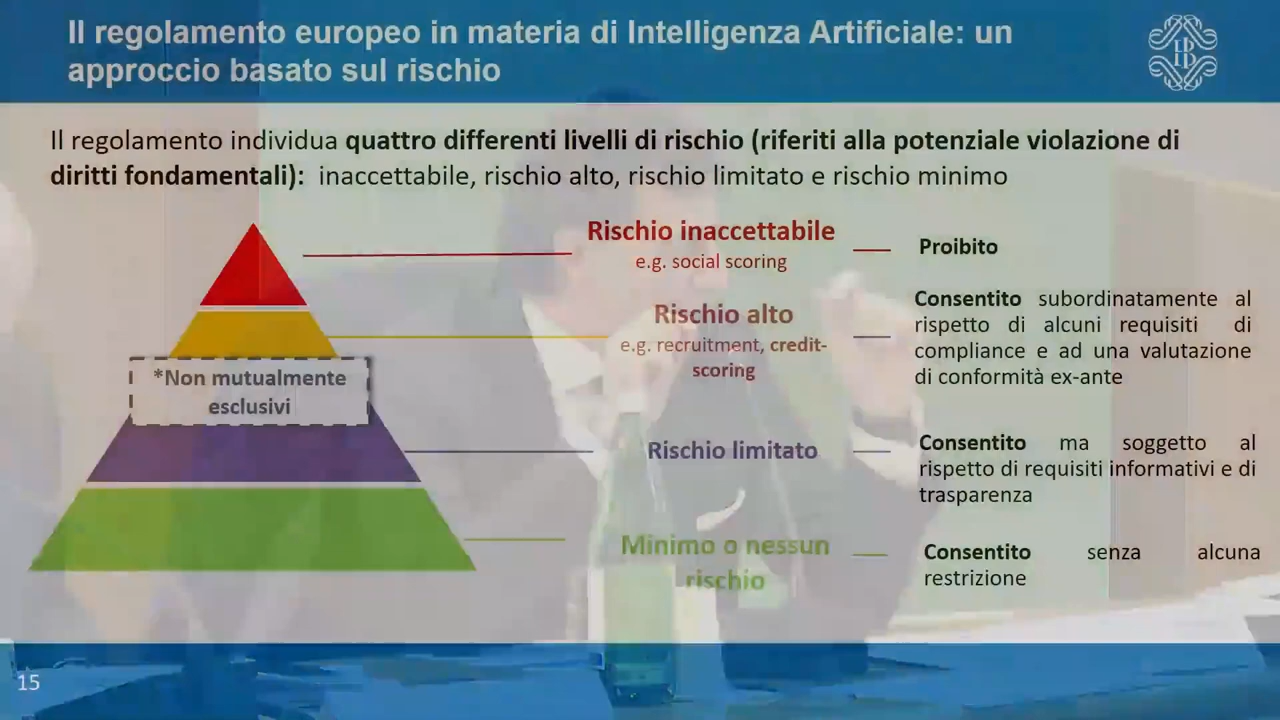 Il regolamento europeo in materia di Intelligenza Artificiale: un
approccio basato sul rischio
Il regolamento individua quattro differenti livelli di rischio (riferiti alla potenziale violazione di
diritti fondamentali): inaccettabile, rischio alto, rischio limitato e rischio minimo
Rischio inaccettabile
e.g. social scoring
Proibito
Rischio alto
e.g. recruitment, credit-
scoring
Consentito subordinatamente al
rispetto di alcuni requisiti di
compliance e ad una valutazione
di conformità ex-ante
*Non mutualmente
esclusivi
Rischio limitato
Consentito ma soggetto al
rispetto di requisiti informativi e di
trasparenza
Minimo o nessun
rischio
Consentito senza alcuna
restrizione
15